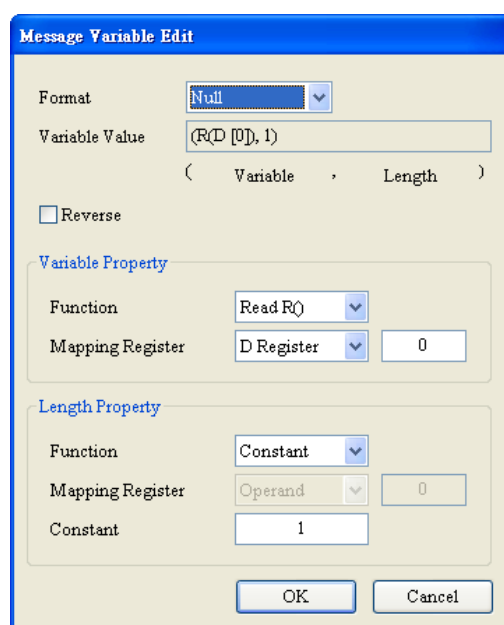 Message Variable Edit
Format Null
Variable Value (R(D [0]), 1)
( Variable , Length )
Reverse
Variable Property
Function Read R()
Mapping Register D Register 0
Length Property
Function Constant
Mapping Register Operand 0
Constant 1
OK Cancel